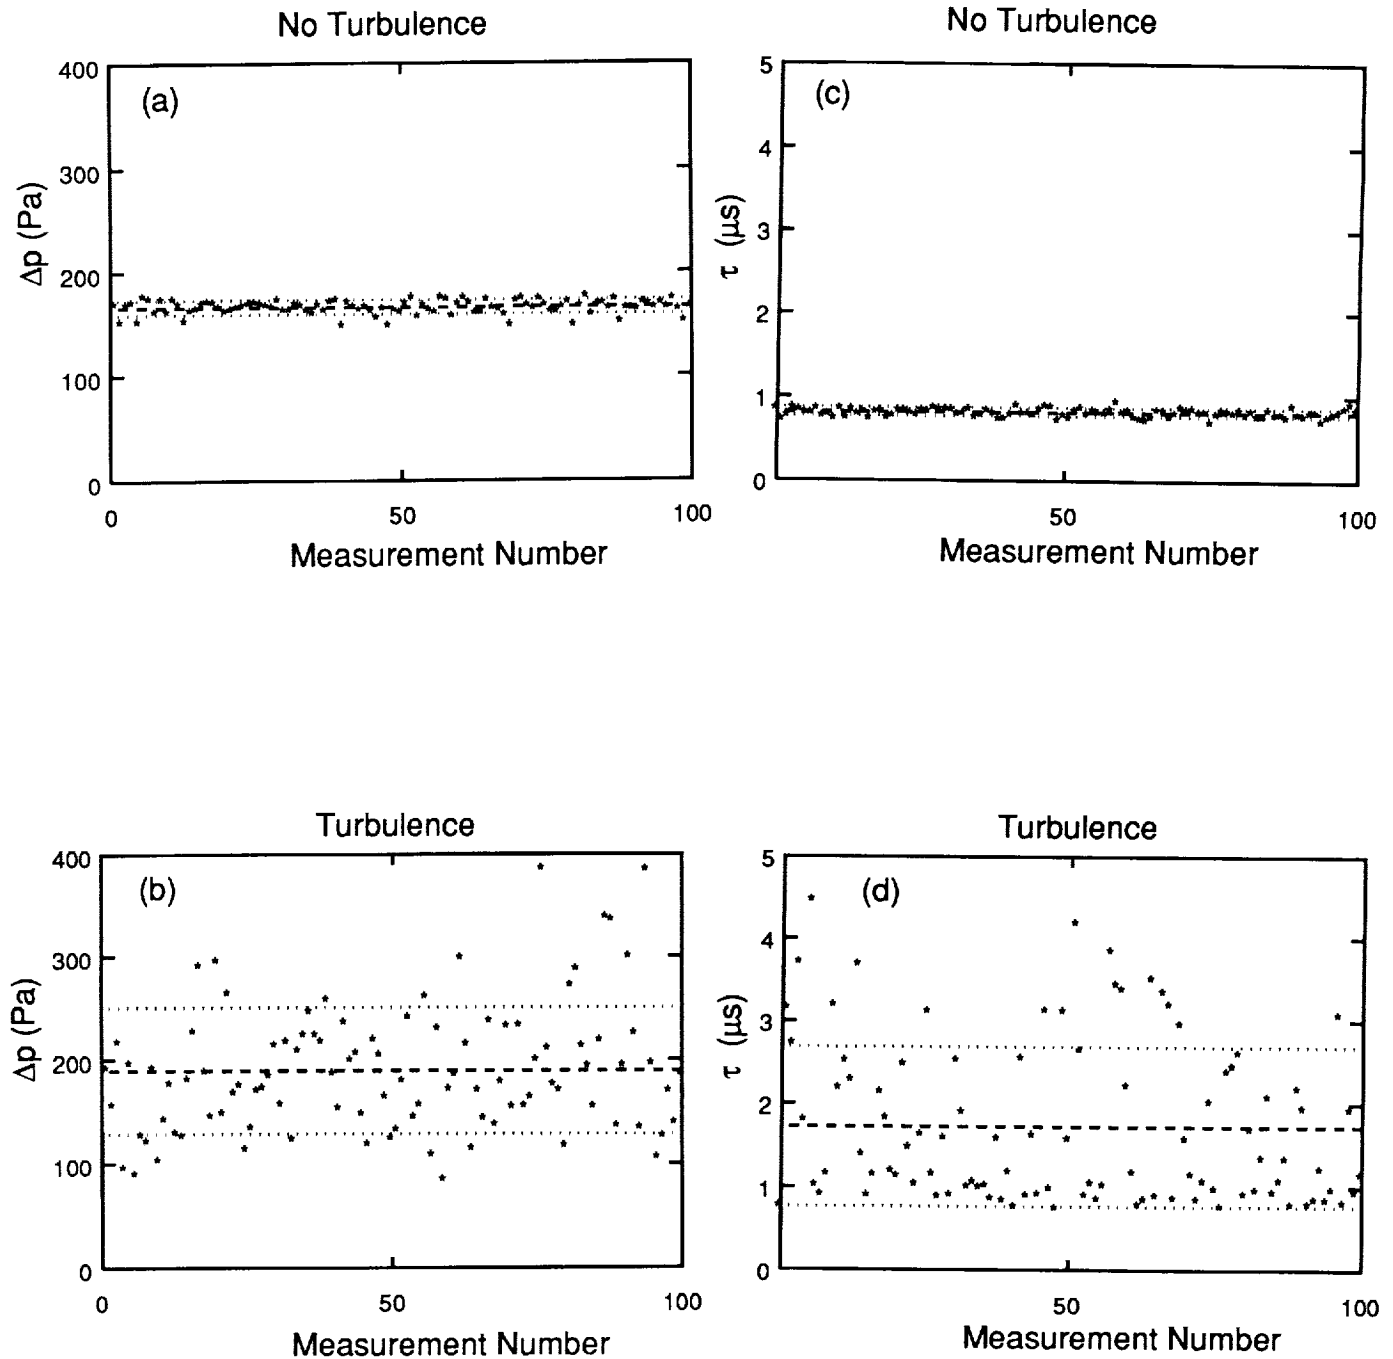 No Turbulence
400
300
200
100
0
Δp (Pa)
(a)
0 50 100
Measurement Number
No Turbulence
5
4
3
2
1
0
τ (μs)
(c)
50 100
Measurement Number
Turbulence
400
300
200
100
0
Δp (Pa)
(b)
0 50 100
Measurement Number
Turbulence
5
4
3
2
1
0
τ (μs)
(d)
50 100
Measurement Number